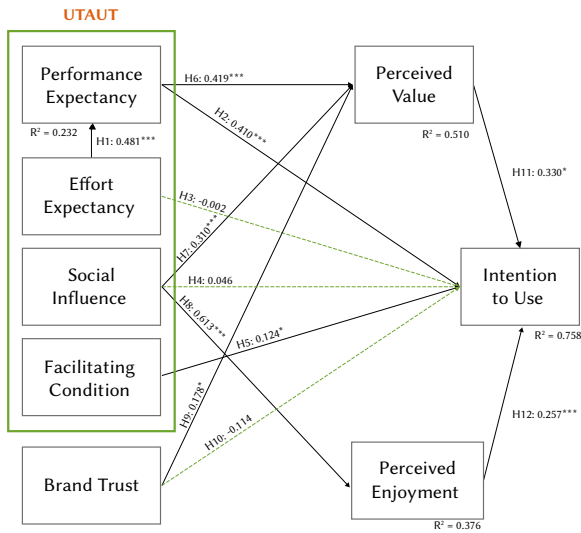 UTAUT
Performance
Expectancy
R² = 0.232
H1: 0.481***
Effort
Expectancy
Social
Influence
Facilitating
Condition
Brand Trust
H6: 0.419***
H2: 0.410***
H3: -0.002
H7: 0.310***
H4: 0.046
H8: 0.613***
H5: 0.124*
H9: 0.178*
H10: -0.114
Perceived
Value
R² = 0.510
H11: 0.330*
Intention
to Use
R² = 0.758
H12: 0.257***
Perceived
Enjoyment
R² = 0.376